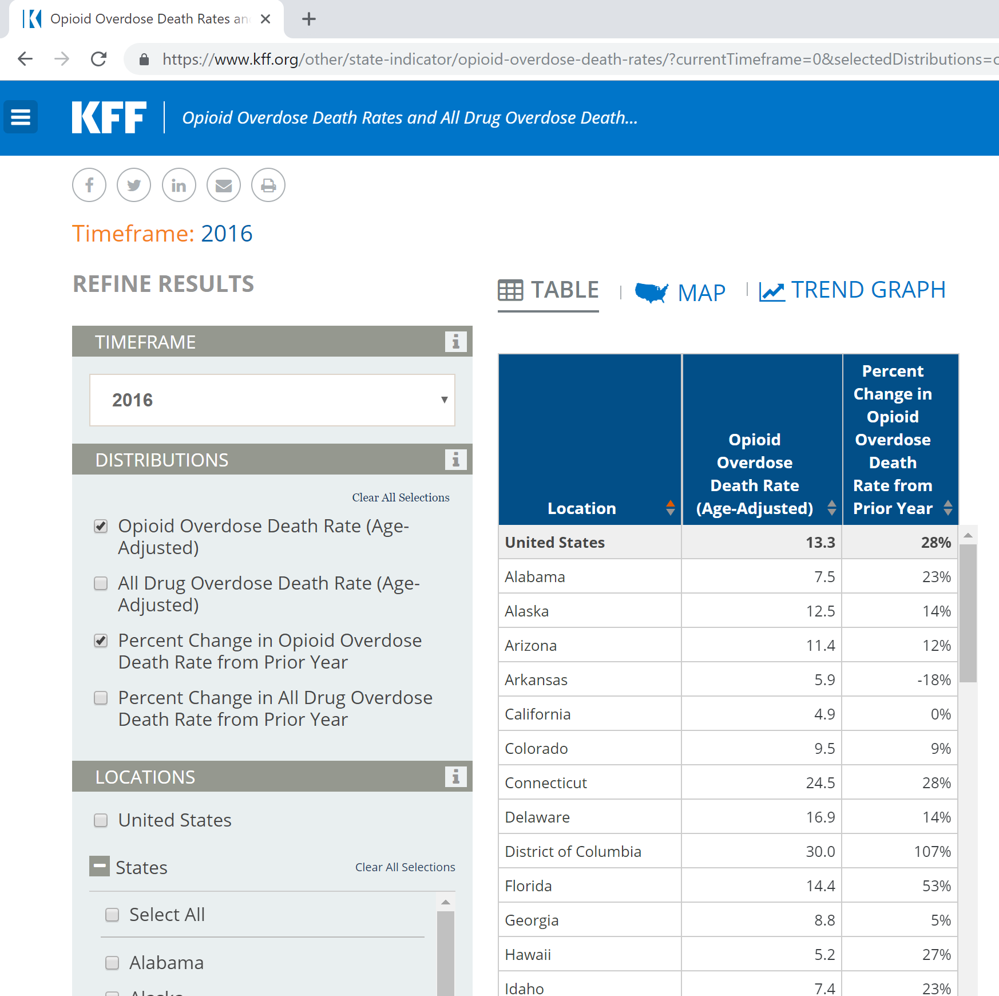 Opioid Overdose Death Rates an
https://www.kff.org/other/state-indicator/opioid-overdose-death-rates/?currentTimeframe=0&selectedDistributions=
KFF
Opioid Overdose Death Rates and All Drug Overdose Death...
Timeframe: 2016
REFINE RESULTS
TIMEFRAME
2016
DISTRIBUTIONS
Clear All Selections
Opioid Overdose Death Rate (Age-
Adjusted)
All Drug Overdose Death Rate (Age-
Adjusted)
Percent Change in Opioid Overdose
Death Rate from Prior Year
Percent Change in All Drug Overdose
Death Rate from Prior Year
LOCATIONS
United States
States
Clear All Selections
Select All
Alabama
Alaska
TABLE
MAP
TREND GRAPH
Location
Opioid
Overdose
Death Rate
(Age-Adjusted)
Percent
Change in
Opioid
Overdose
Death
Rate from
Prior Year
United States 13.3 28%
Alabama 7.5 23%
Alaska 12.5 14%
Arizona 11.4 12%
Arkansas 5.9 -18%
California 4.9 0%
Colorado 9.5 9%
Connecticut 24.5 28%
Delaware 16.9 14%
District of Columbia 30.0 107%
Florida 14.4 53%
Georgia 8.8 5%
Hawaii 5.2 27%
Idaho 7.4 23%